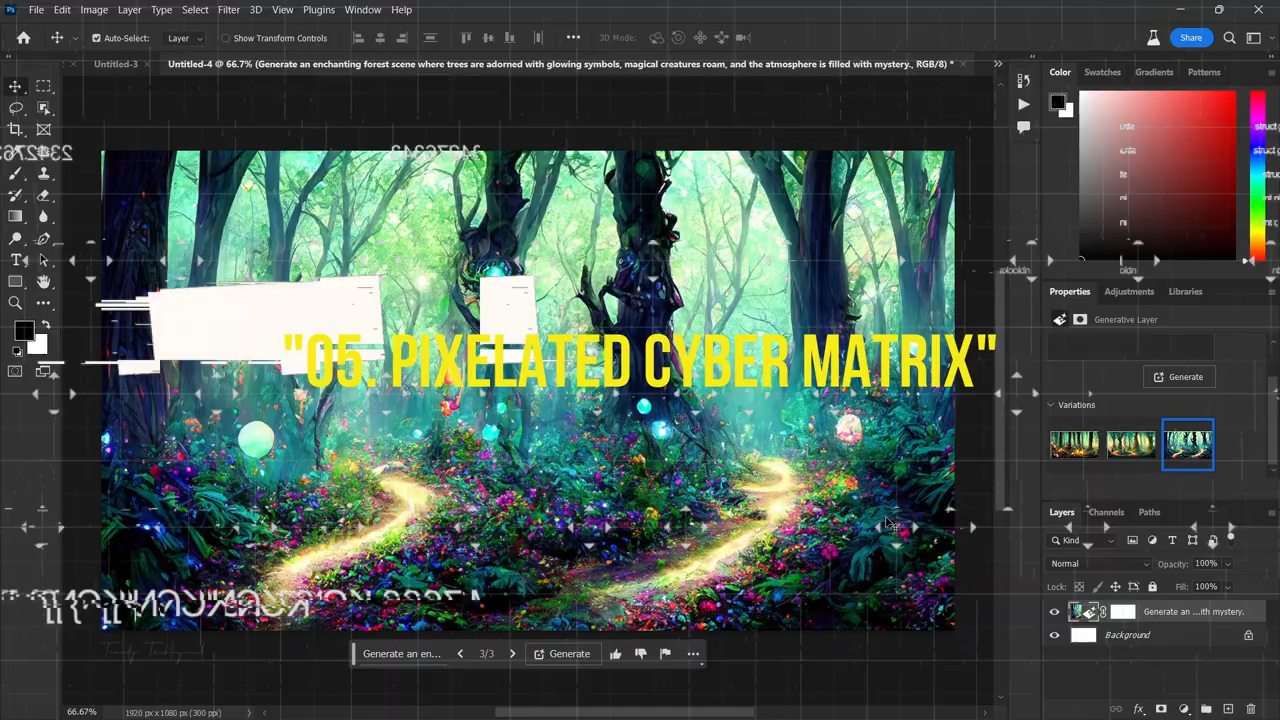 File Edit Image Layer Type Select Filter 3D View Plugins Window Help
Auto-Select: Layer Show Transform Controls 3D Mode: Share
Untitled-3 Untitled-4 @ 66.7% (Generate an enchanting forest scene where trees are adorned with glowing symbols, magical creatures roam, and the atmosphere is filled with mystery., RGB/8) *
Color Swatches Gradients Patterns
"05. PIXELATED CYBER MATRIX"
Properties Adjustments Libraries
Generative Layer
Generate
Variations
Layers Channels Paths
Kind
Normal Opacity: 100%
Lock: Fill: 100%
Generate an ...ith mystery.
Background
Generate an en... 3/3 Generate
66.67% 1920 px x 1080 px (300 ppi)